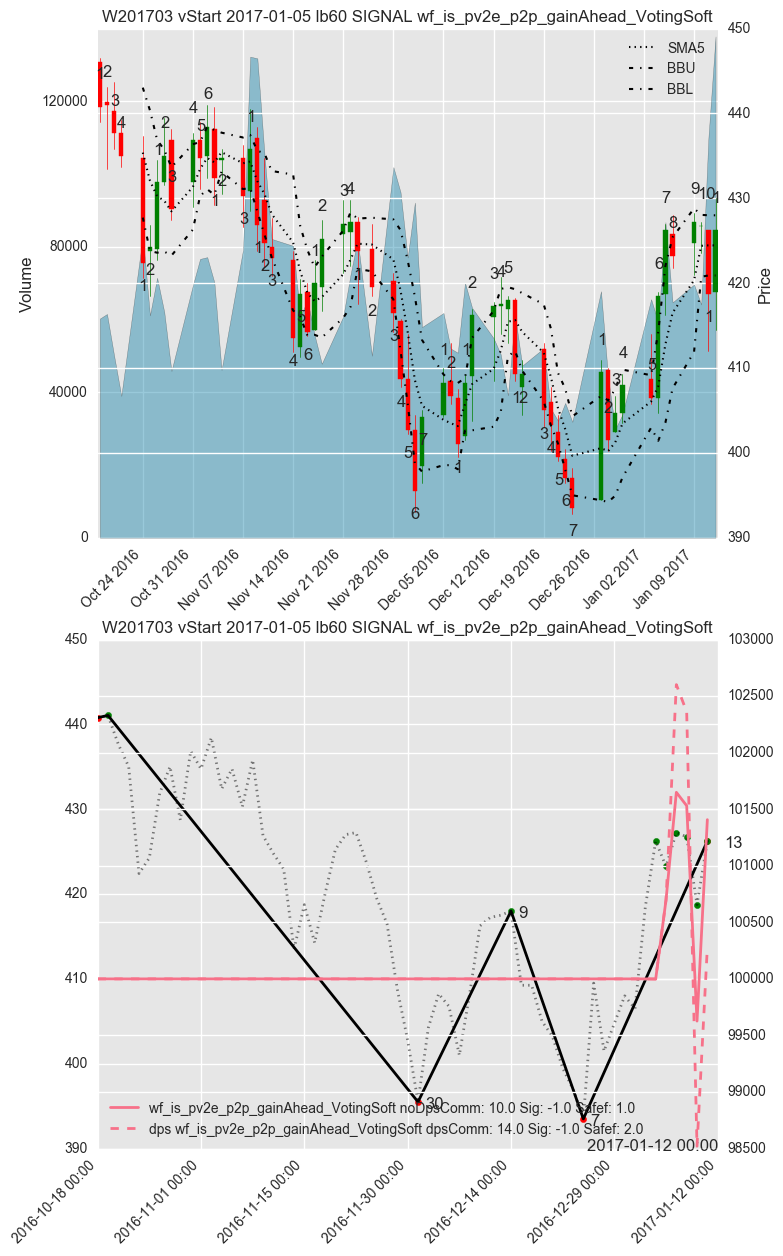 W201703 vStart 2017-01-05 lb60 SIGNAL wf_is_pv2e_p2p_gainAhead_VotingSoft
SMA5
BBU
BBL
120000
80000
40000
0
Volume
450
440
430
420
410
400
390
Price
Oct 24 2016
Oct 31 2016
Nov 07 2016
Nov 14 2016
Nov 21 2016
Nov 28 2016
Dec 05 2016
Dec 12 2016
Dec 19 2016
Dec 26 2016
Jan 02 2017
Jan 09 2017
W201703 vStart 2017-01-05 lb60 SIGNAL wf_is_pv2e_p2p_gainAhead_VotingSoft
450
440
430
420
410
400
390
103000
102500
102000
101500
101000
100500
100000
99500
99000
98500
13
9
30
7
wf_is_pv2e_p2p_gainAhead_VotingSoft noDpsComm: 10.0 Sig: -1.0 Safef: 1.0
dps wf_is_pv2e_p2p_gainAhead_VotingSoft dpsComm: 14.0 Sig: -1.0 Safef: 2.0
2017-01-12 00:00
2016-10-18 00:00
2016-11-01 00:00
2016-11-15 00:00
2016-11-30 00:00
2016-12-14 00:00
2016-12-29 00:00
2017-01-12 00:00